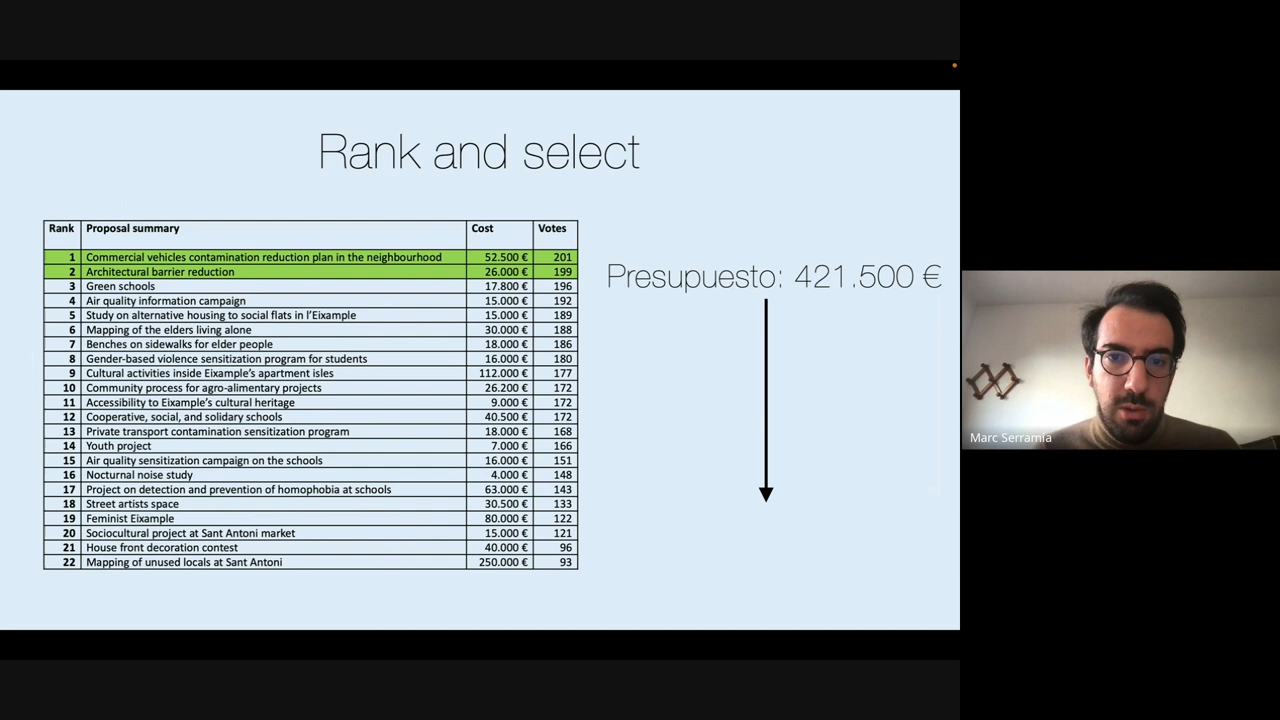 Rank and select
Rank Proposal summary Cost Votes
1 Commercial vehicles contamination reduction plan in the neighbourhood 52.500 € 201
2 Architectural barrier reduction 26.000 € 199
3 Green schools 17.800 € 196
4 Air quality information campaign 15.000 € 192
5 Study on alternative housing to social flats in l'Eixample 15.000 € 189
6 Mapping of the elders living alone 30.000 € 188
7 Benches on sidewalks for elder people 18.000 € 186
8 Gender-based violence sensitization program for students 16.000 € 180
9 Cultural activities inside Eixample's apartment isles 112.000 € 177
10 Community process for agro-alimentary projects 26.200 € 172
11 Accessibility to Eixample's cultural heritage 9.000 € 172
12 Cooperative, social, and solidary schools 40.500 € 172
13 Private transport contamination sensitization program 18.000 € 168
14 Youth project 7.000 € 166
15 Air quality sensitization campaign on the schools 16.000 € 151
16 Nocturnal noise study 4.000 € 148
17 Project on detection and prevention of homophobia at schools 63.000 € 143
18 Street artists space 30.500 € 133
19 Feminist Eixample 80.000 € 122
20 Sociocultural project at Sant Antoni market 15.000 € 121
21 House front decoration contest 40.000 € 96
22 Mapping of unused locals at Sant Antoni 250.000 € 93
Presupuesto: 421.500 €
Marc Serramia